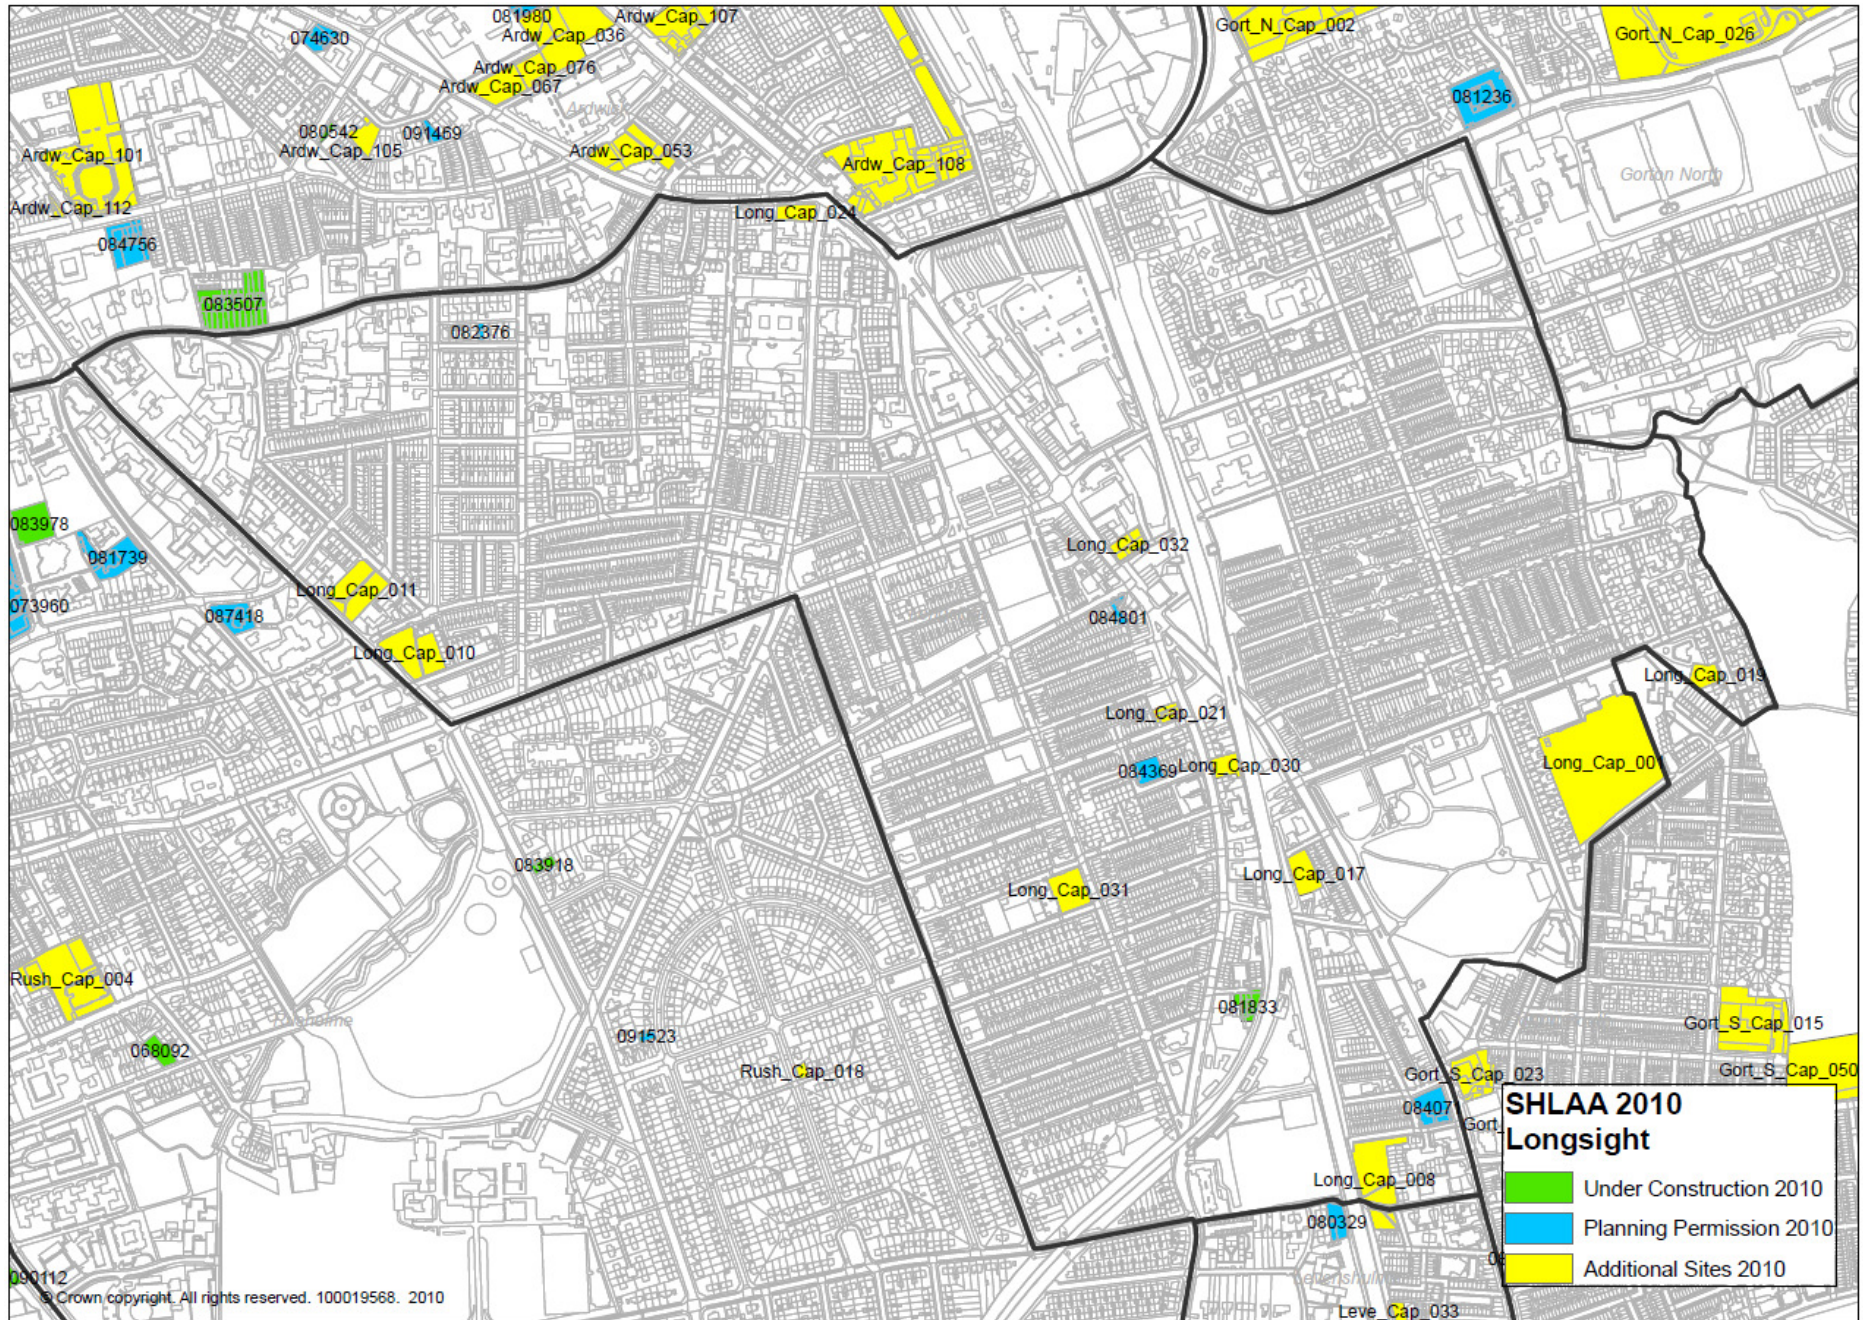 081980
Ardw_Cap_107
Gort_N_Cap_002
074630
Ardw_Cap_036
Gort_N_Cap_026
Ardw_Cap_076
Ardw_Cap_067
081236
Ardwick
080542
091469
Ardw_Cap_105
Ardw_Cap_053
Ardw_Cap_101
Ardw_Cap_108
Gorton North
Ardw_Cap_112
Long_Cap_024
084756
083507
082376
083978
081739
Long_Cap_032
Long_Cap_011
073960
087418
084801
Long_Cap_010
Long_Cap_019
Long_Cap_021
084369
Long_Cap_030
Long_Cap_001
083918
Long_Cap_017
Long_Cap_031
Rush_Cap_004
081833
Gort_S_Cap_015
068092
091523
Rush_Cap_018
Gort_S_Cap_023
Gort_S_Cap_050
08407
Gort_
SHLAA 2010
Longsight
Under Construction 2010
Planning Permission 2010
Additional Sites 2010
Long_Cap_008
080329
090112
© Crown copyright. All rights reserved. 100019568. 2010
Leve_Cap_033